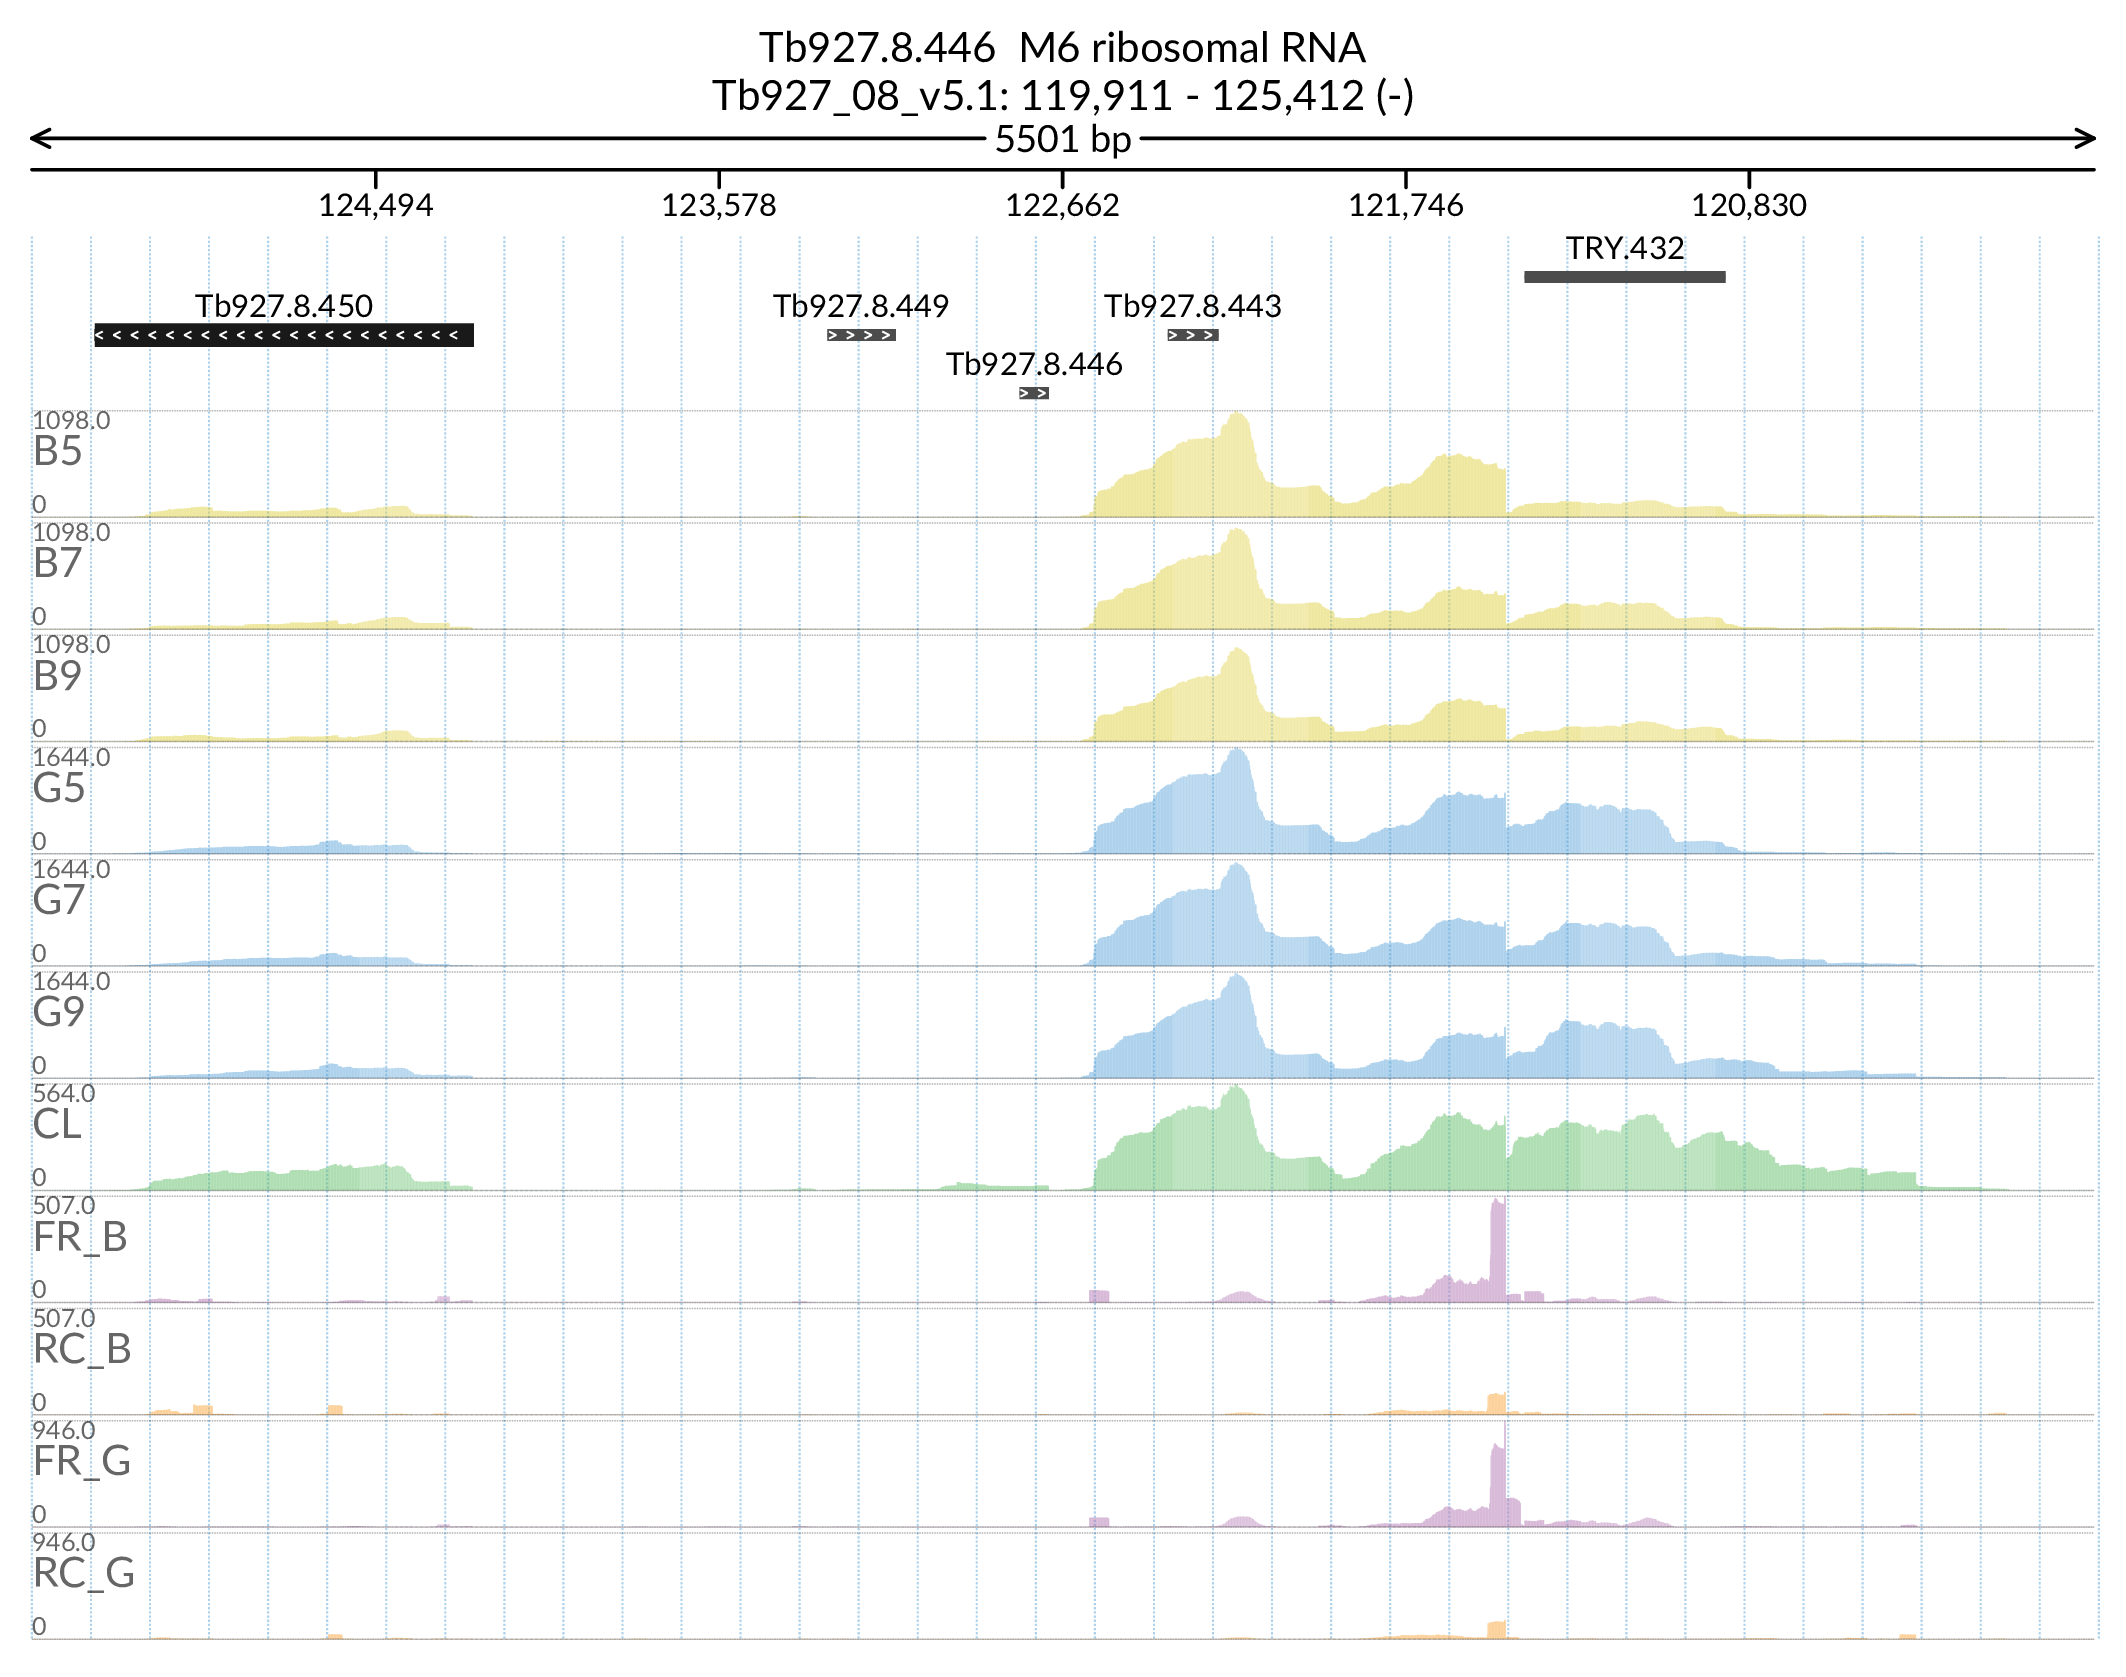 Tb927.8.446  M6 ribosomal RNA
Tb927_08_v5.1: 119,911 - 125,412 (-)
5501 bp
124,494 123,578 122,662 121,746 120,830
TRY.432
Tb927.8.450 Tb927.8.449 Tb927.8.443
Tb927.8.446
1098.0
B5
0
1098.0
B7
0
1098.0
B9
0
1644.0
G5
0
1644.0
G7
0
1644.0
G9
0
564.0
CL
0
507.0
FR_B
0
507.0
RC_B
0
946.0
FR_G
0
946.0
RC_G
0